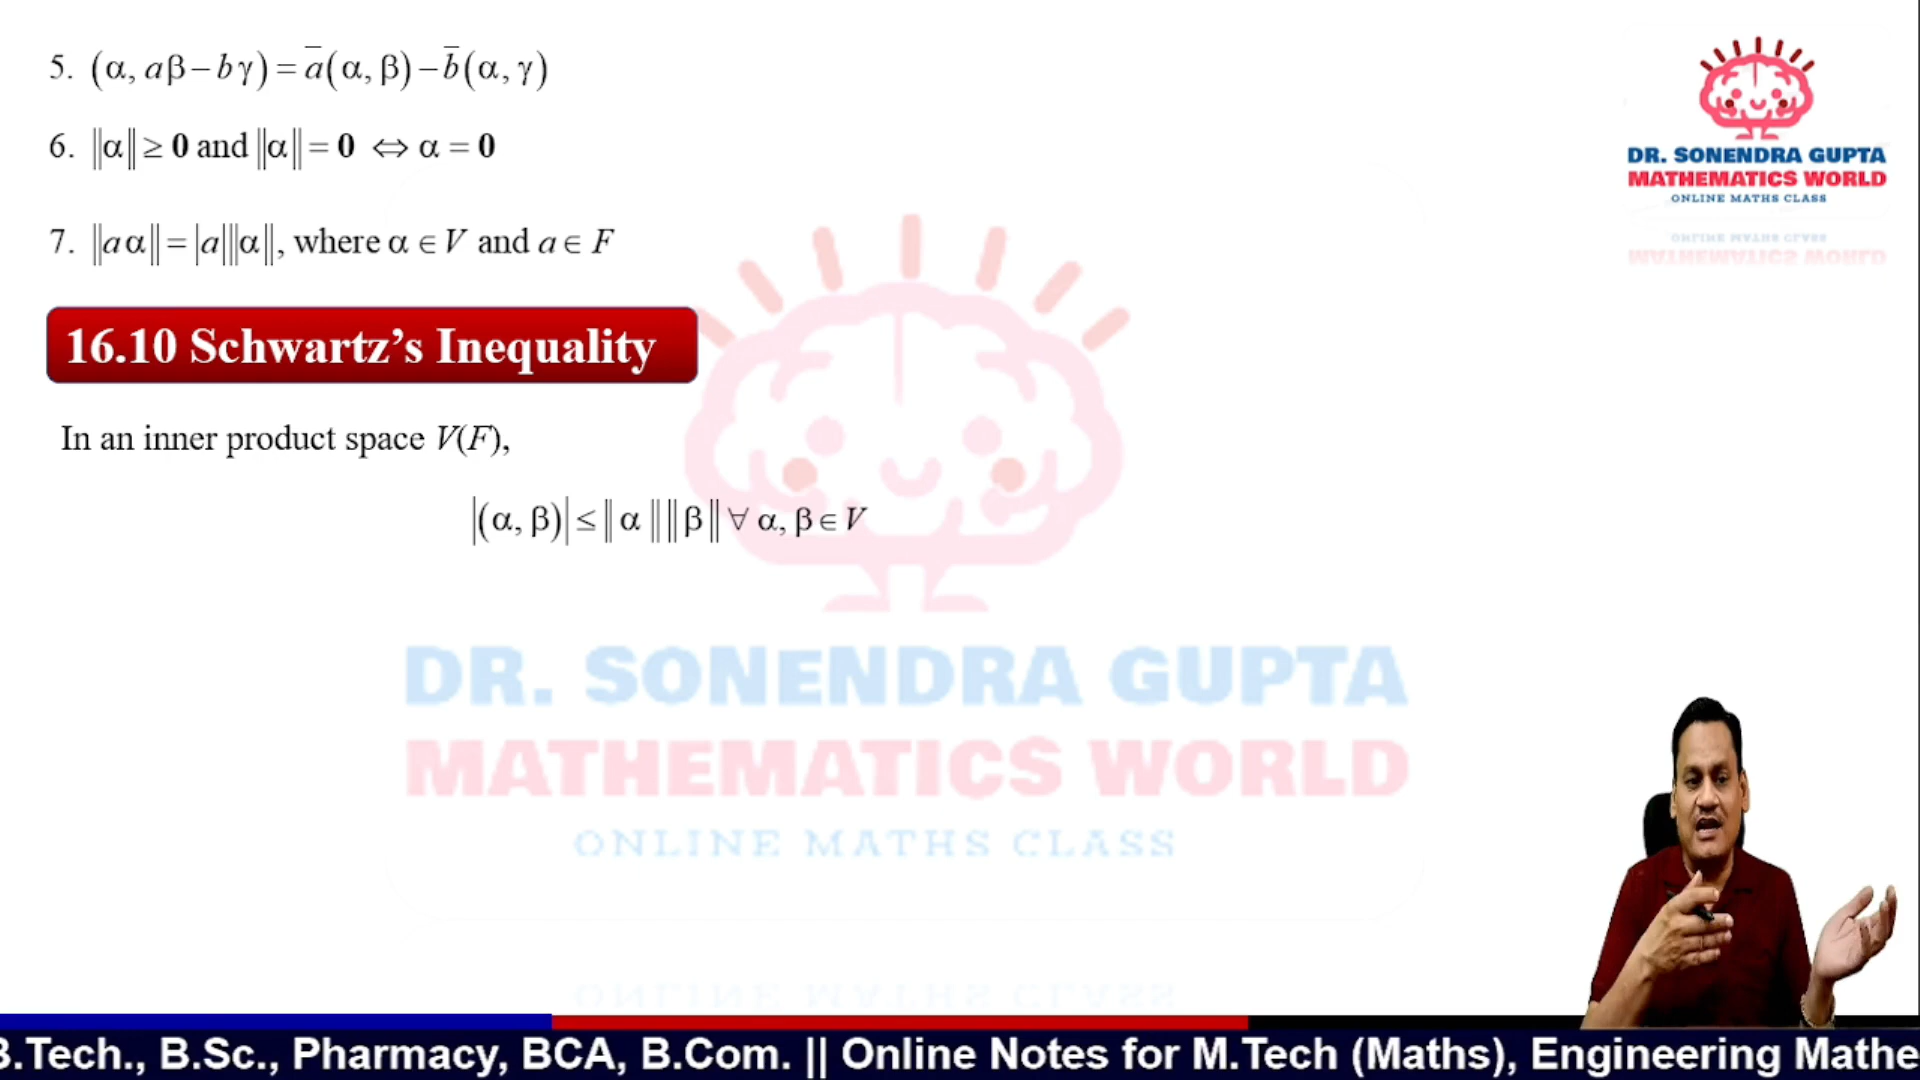 5. (α, aβ – bγ) = a̅(α, β) – b̅(α, γ)
6. ||α|| ≥ 0 and ||α|| = 0 ⇔ α = 0
7. ||aα|| = |a| ||α||, where α ∈ V and a ∈ F
16.10 Schwartz’s Inequality
In an inner product space V(F),
|(α, β)| ≤ ||α|| ||β|| ∀ α, β ∈ V
DR. SONENDRA GUPTA
MATHEMATICS WORLD
ONLINE MATHS CLASS
DR. SONENDRA GUPTA
MATHEMATICS WORLD
ONLINE MATHS CLASS
B.Tech., B.Sc., Pharmacy, BCA, B.Com. || Online Notes for M.Tech (Maths), Engineering Mathe